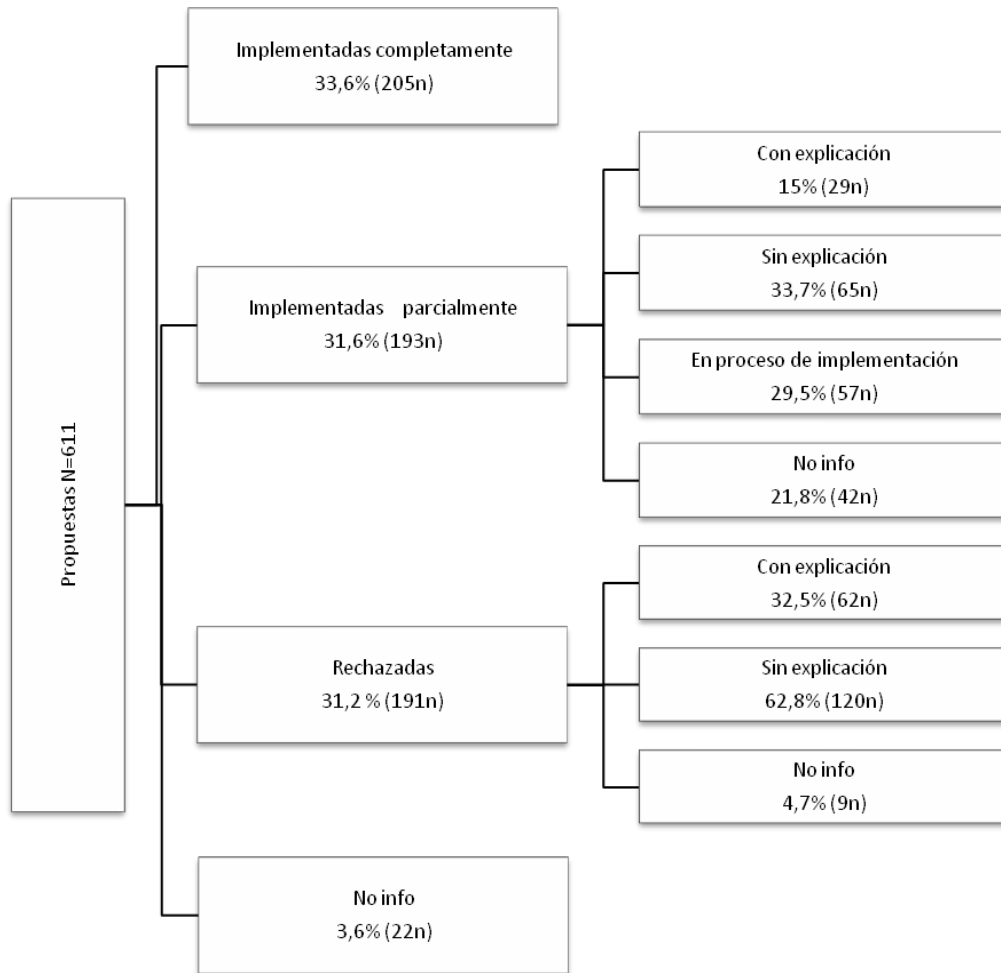 Propuestas N=611
Implementadas completamente
33,6% (205n)
Implementadas parcialmente
31,6% (193n)
Con explicación
15% (29n)
Sin explicación
33,7% (65n)
En proceso de implementación
29,5% (57n)
No info
21,8% (42n)
Rechazadas
31,2 % (191n)
Con explicación
32,5% (62n)
Sin explicación
62,8% (120n)
No info
4,7% (9n)
No info
3,6% (22n)